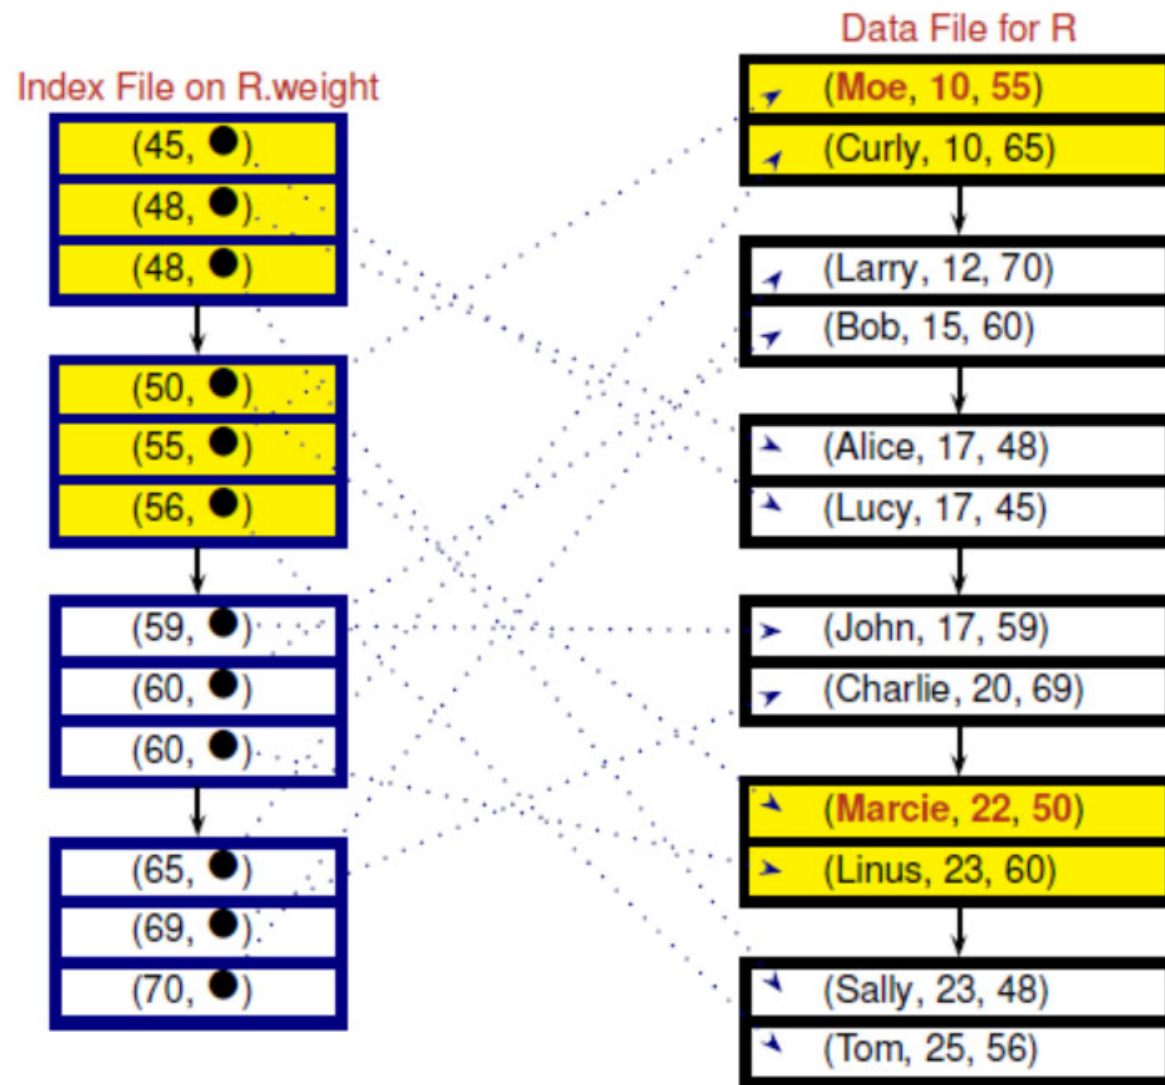 Index File on R.weight
(45, ●)
(48, ●)
(48, ●)
(50, ●)
(55, ●)
(56, ●)
(59, ●)
(60, ●)
(60, ●)
(65, ●)
(69, ●)
(70, ●)
Data File for R
(Moe, 10, 55)
(Curly, 10, 65)
(Larry, 12, 70)
(Bob, 15, 60)
(Alice, 17, 48)
(Lucy, 17, 45)
(John, 17, 59)
(Charlie, 20, 69)
(Marcie, 22, 50)
(Linus, 23, 60)
(Sally, 23, 48)
(Tom, 25, 56)